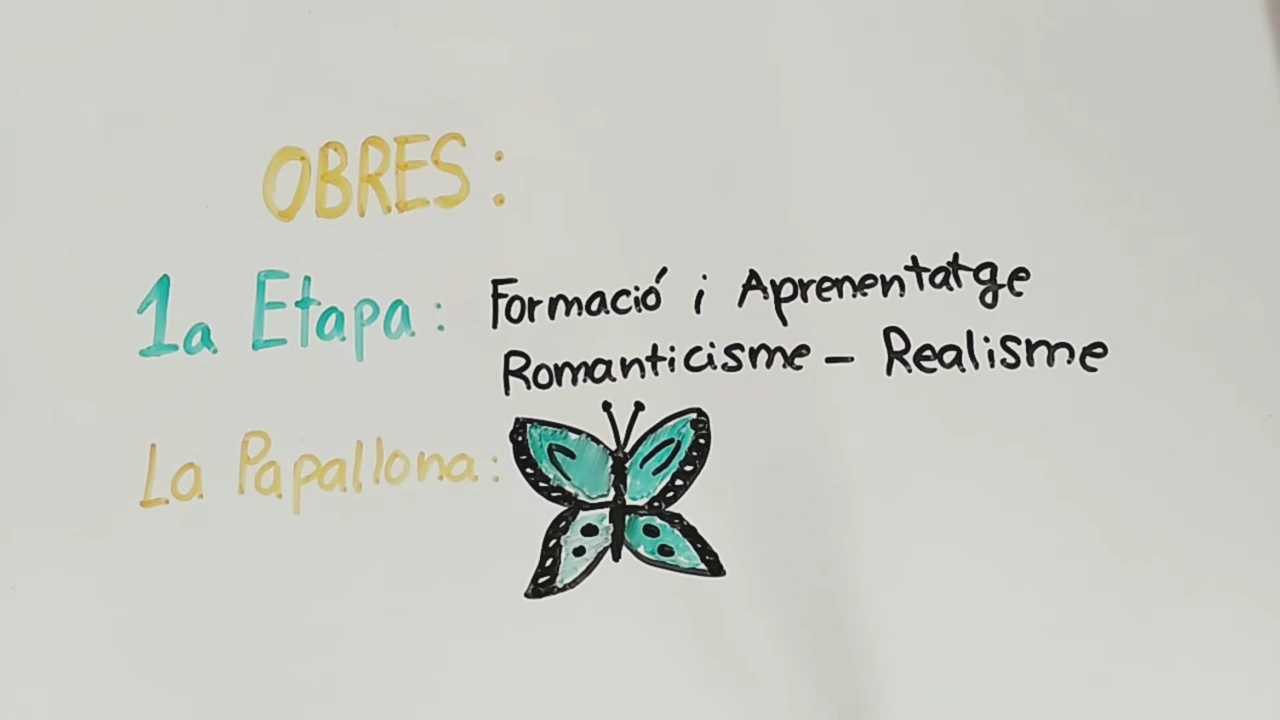 OBRES:
1a Etapa: Formació i Aprenentatge
Romanticisme - Realisme
La Papallona: